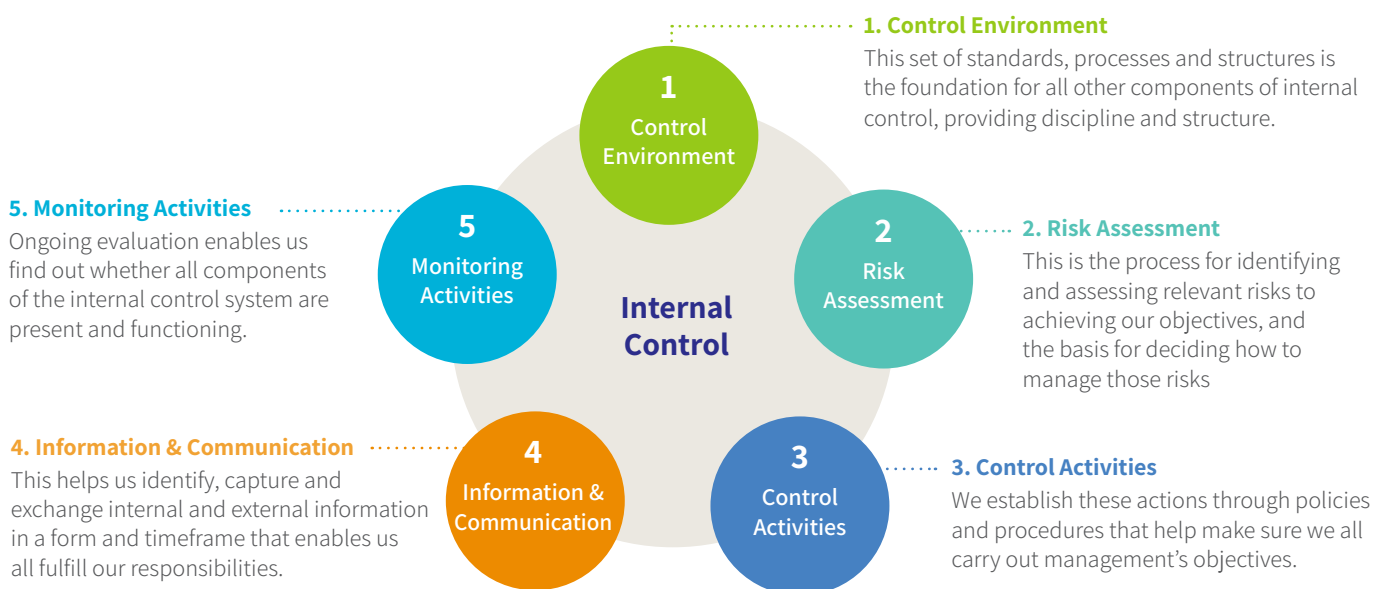 1. Control Environment
This set of standards, processes and structures is
the foundation for all other components of internal
control, providing discipline and structure.
1
Control
Environment
5. Monitoring Activities
Ongoing evaluation enables us
find out whether all components
of the internal control system are
present and functioning.
5
Monitoring
Activities
2
Risk
Assessment
2. Risk Assessment
This is the process for identifying
and assessing relevant risks to
achieving our objectives, and
the basis for deciding how to
manage those risks
Internal
Control
4. Information & Communication
This helps us identify, capture and
exchange internal and external information
in a form and timeframe that enables us
all fulfill our responsibilities.
4
Information &
Communication
3
Control
Activities
3. Control Activities
We establish these actions through policies
and procedures that help make sure we all
carry out management’s objectives.